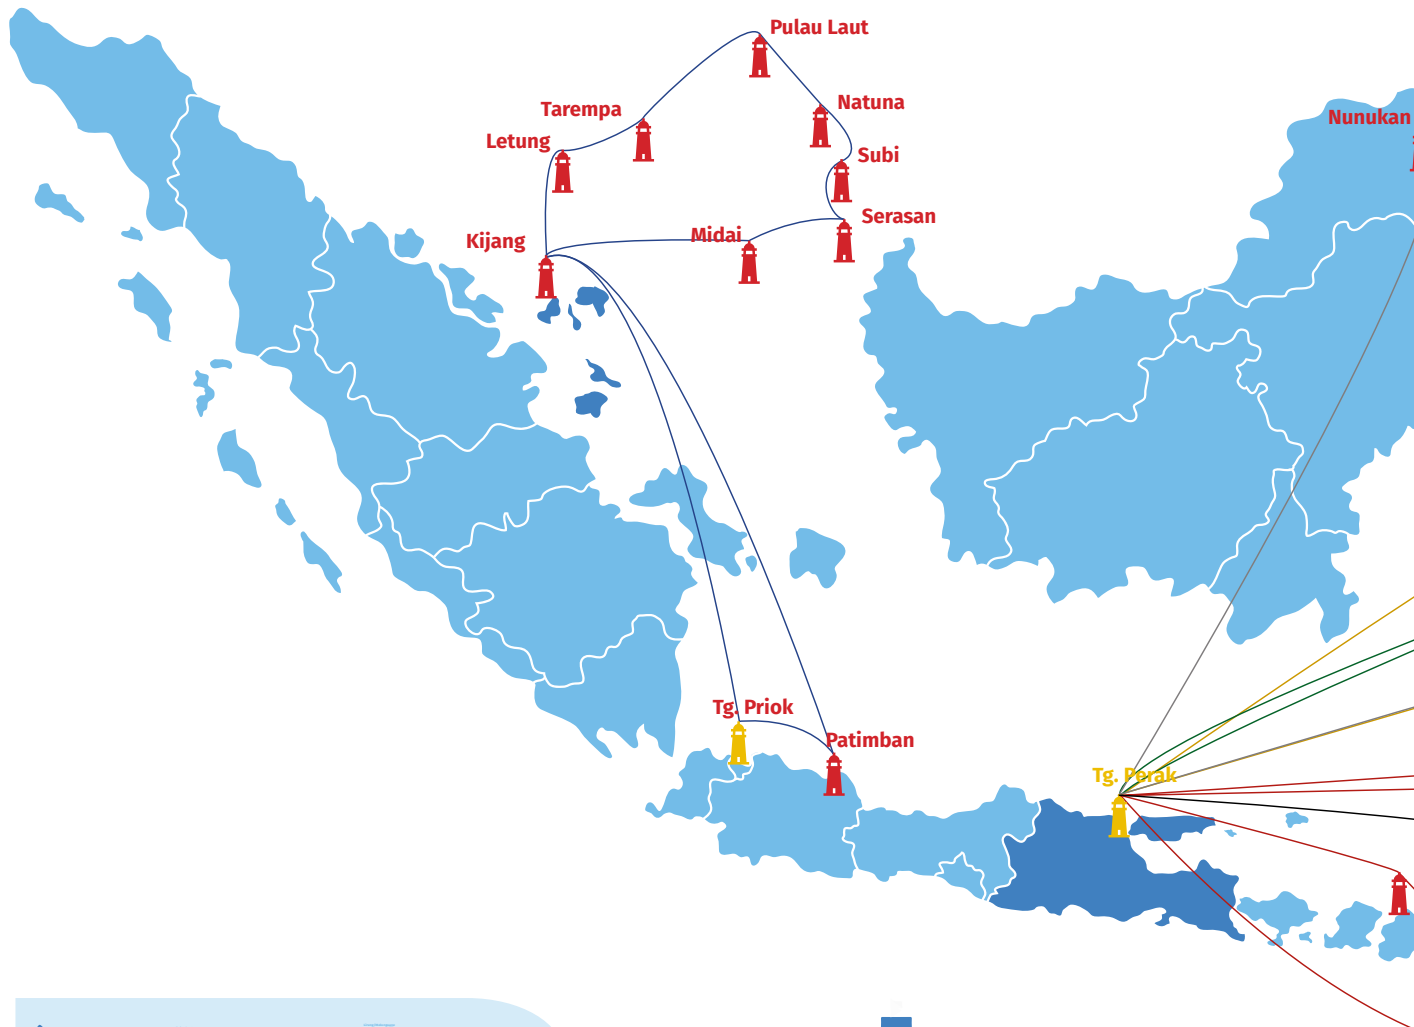 Pulau Laut
Natuna
Tarempa
Nunukan
Letung
Subi
Serasan
Midai
Kijang
Tg. Priok
Patimban
Tg. Perak